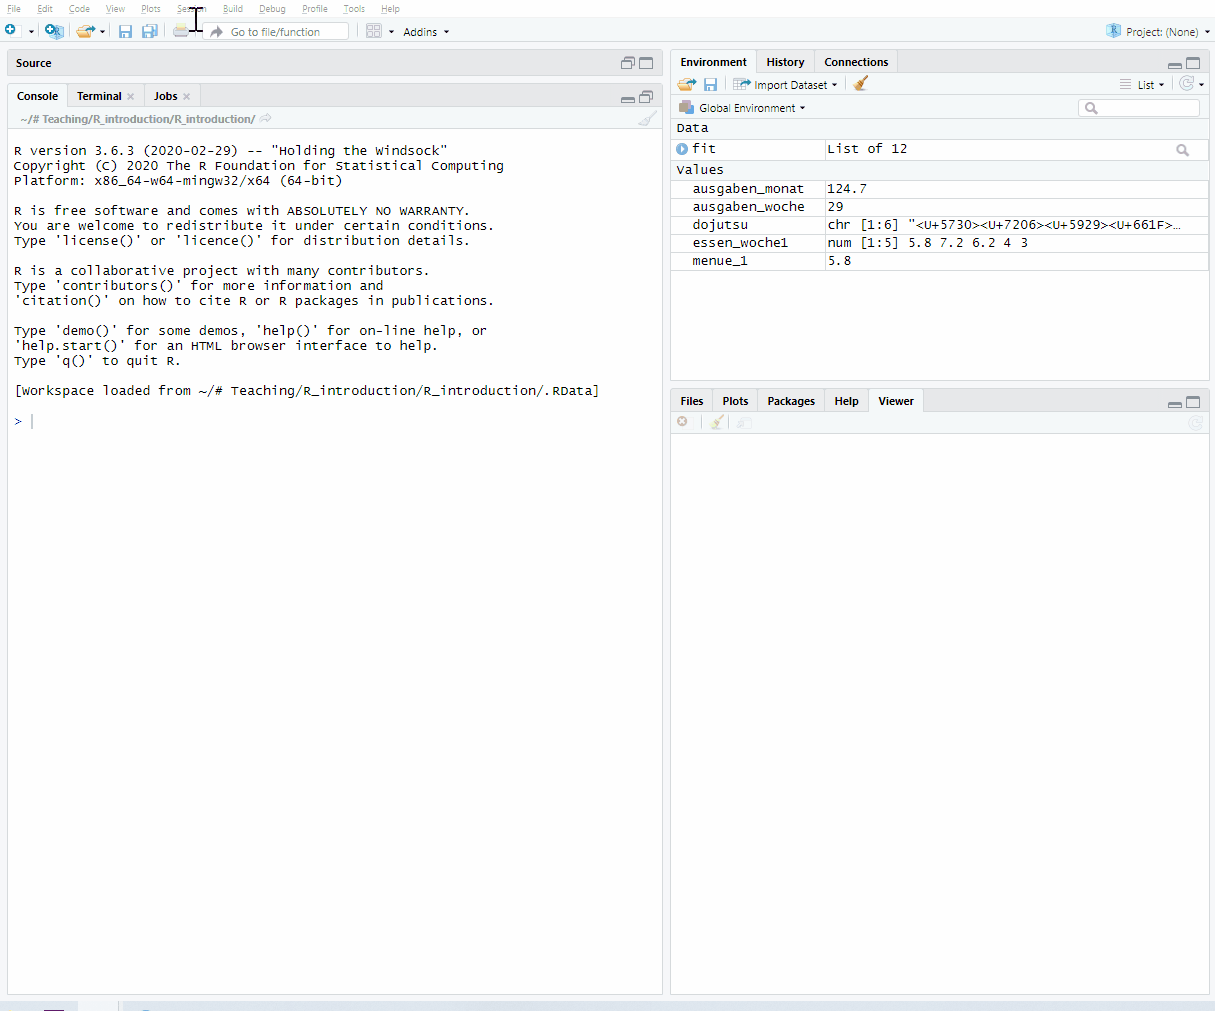 File Edit Code View Plots Session Build Debug Profile Tools Help
Go to file/function Addins Project: (None)
Source
Console Terminal Jobs
~/# Teaching/R_introduction/R_introduction/
R version 3.6.3 (2020-02-29) -- "Holding the Windsock"
Copyright (C) 2020 The R Foundation for Statistical Computing
Platform: x86_64-w64-mingw32/x64 (64-bit)
R is free software and comes with ABSOLUTELY NO WARRANTY.
You are welcome to redistribute it under certain conditions.
Type 'license()' or 'licence()' for distribution details.
R is a collaborative project with many contributors.
Type 'contributors()' for more information and
'citation()' on how to cite R or R packages in publications.
Type 'demo()' for some demos, 'help()' for on-line help, or
'help.start()' for an HTML browser interface to help.
Type 'q()' to quit R.
[Workspace loaded from ~/# Teaching/R_introduction/R_introduction/.RData]
>
Environment History Connections
Import Dataset List
Global Environment
Data
fit List of 12
Values
ausgaben_monat 124.7
ausgaben_woche 29
dojutsu chr [1:6] "<U+5730><U+7206><U+5929><U+661F>…
essen_woche1 num [1:5] 5.8 7.2 6.2 4 3
menue_1 5.8
Files Plots Packages Help Viewer